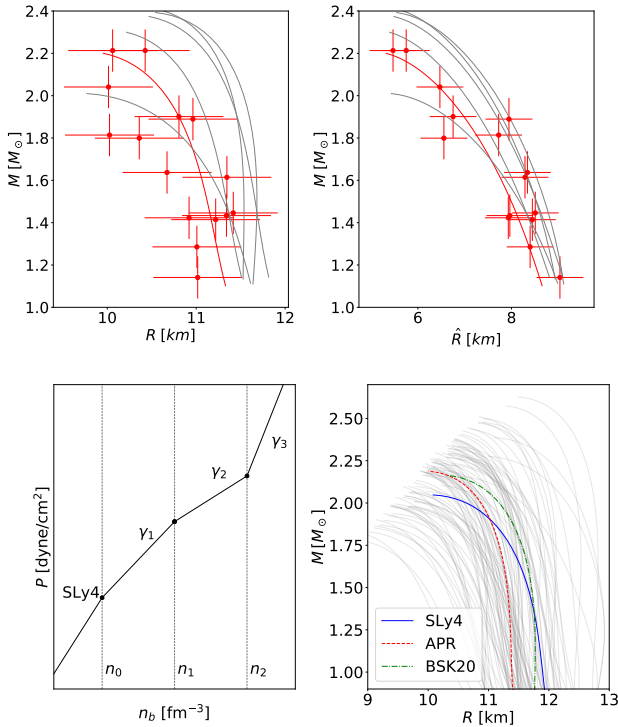 2.4
2.2
2.0
1.8
1.6
1.4
1.2
1.0
M [M⊙]
10
11
12
R [km]
2.4
2.2
2.0
1.8
1.6
1.4
1.2
1.0
M [M⊙]
6
8
R̂ [km]
P [dyne/cm²]
SLy4
γ₁
γ₂
γ₃
n₀
n₁
n₂
n_b [fm⁻³]
2.50
2.25
2.00
1.75
1.50
1.25
1.00
M [M⊙]
SLy4
APR
BSK20
9
10
11
12
13
R [km]